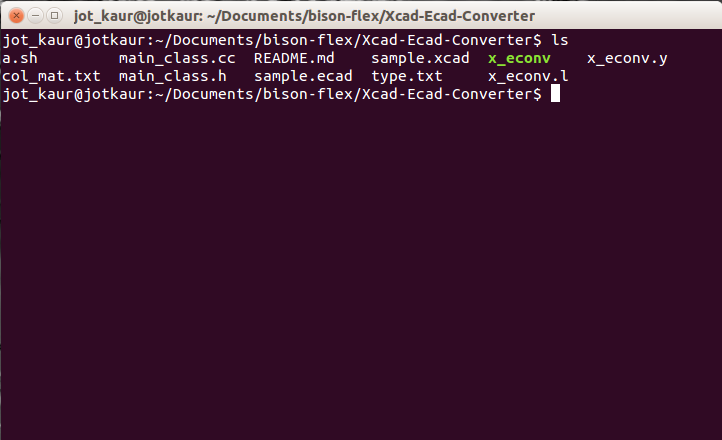 jot_kaur@jotkaur: ~/Documents/bison-flex/Xcad-Ecad-Converter
jot_kaur@jotkaur:~/Documents/bison-flex/Xcad-Ecad-Converter$ ls
a.sh         main_class.cc  README.md    sample.xcad  x_econv    x_econv.y
col_mat.txt  main_class.h   sample.ecad  type.txt     x_econv.l
jot_kaur@jotkaur:~/Documents/bison-flex/Xcad-Ecad-Converter$